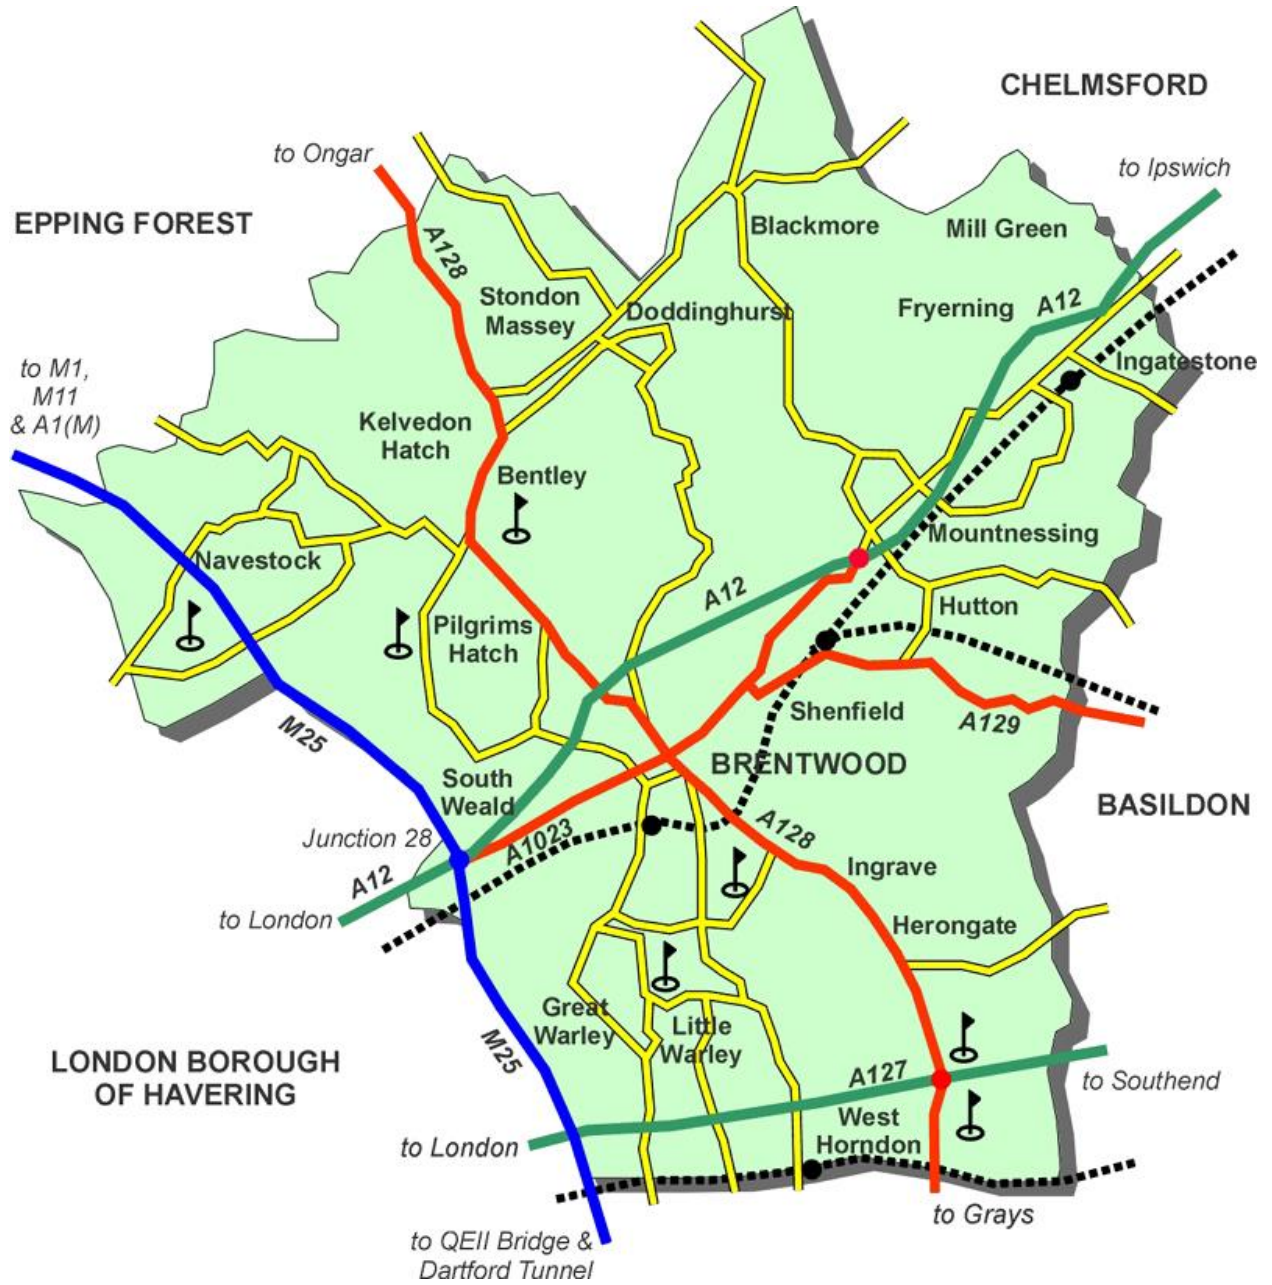 CHELMSFORD
to Ongar
to Ipswich
EPPING FOREST
Blackmore
Mill Green
A128
Stondon
Massey
Doddinghurst
Fryerning
A12
to M1,
M11
& A1(M)
Ingatestone
Kelvedon
Hatch
Bentley
Navestock
Mountnessing
A12
Hutton
Pilgrims
Hatch
Shenfield
A129
M25
BRENTWOOD
South
Weald
BASILDON
Junction 28
A1023
A128
Ingrave
A12
to London
Herongate
Great
Warley
Little
Warley
M25
LONDON BOROUGH
OF HAVERING
A127
to Southend
West
Horndon
to London
to Grays
to QEII Bridge &
Dartford Tunnel